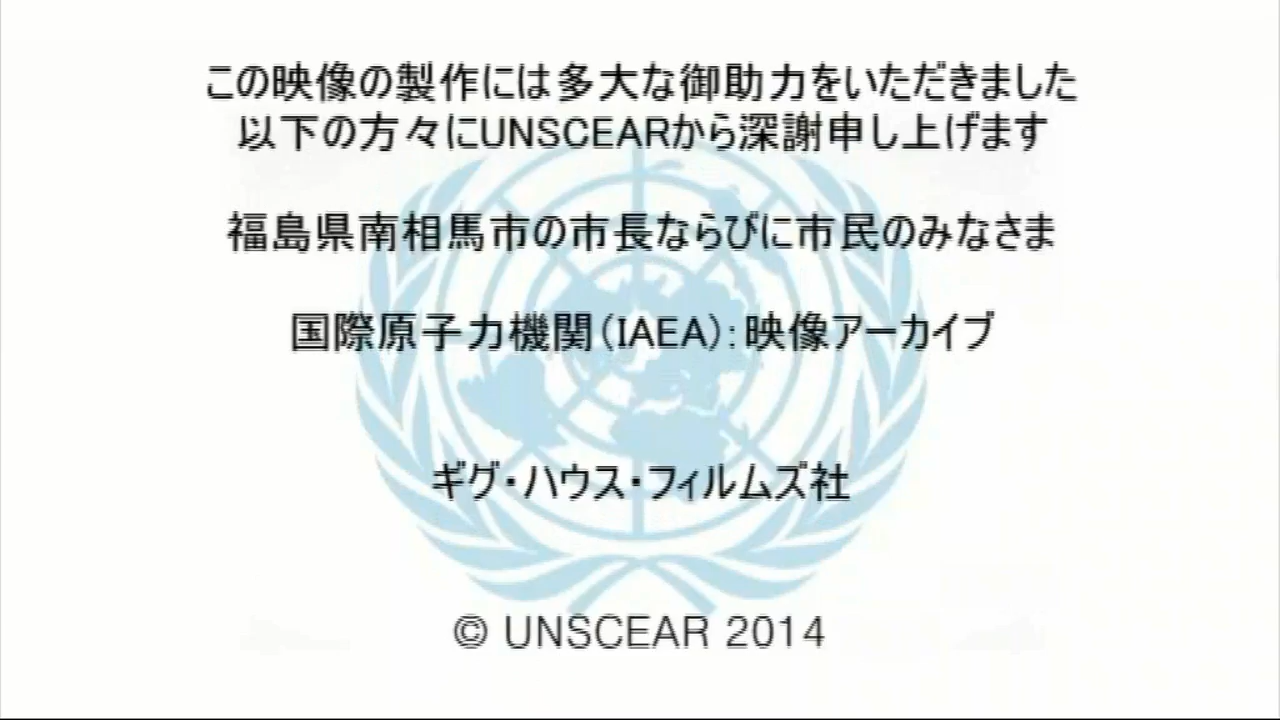 この映像の製作には多大な御助力をいただきました
以下の方々にUNSCEARから深謝申し上げます
福島県南相馬市の市長ならびに市民のみなさま
国際原子力機関(IAEA):映像アーカイブ
ギグ・ハウス・フィルムズ社
© UNSCEAR 2014